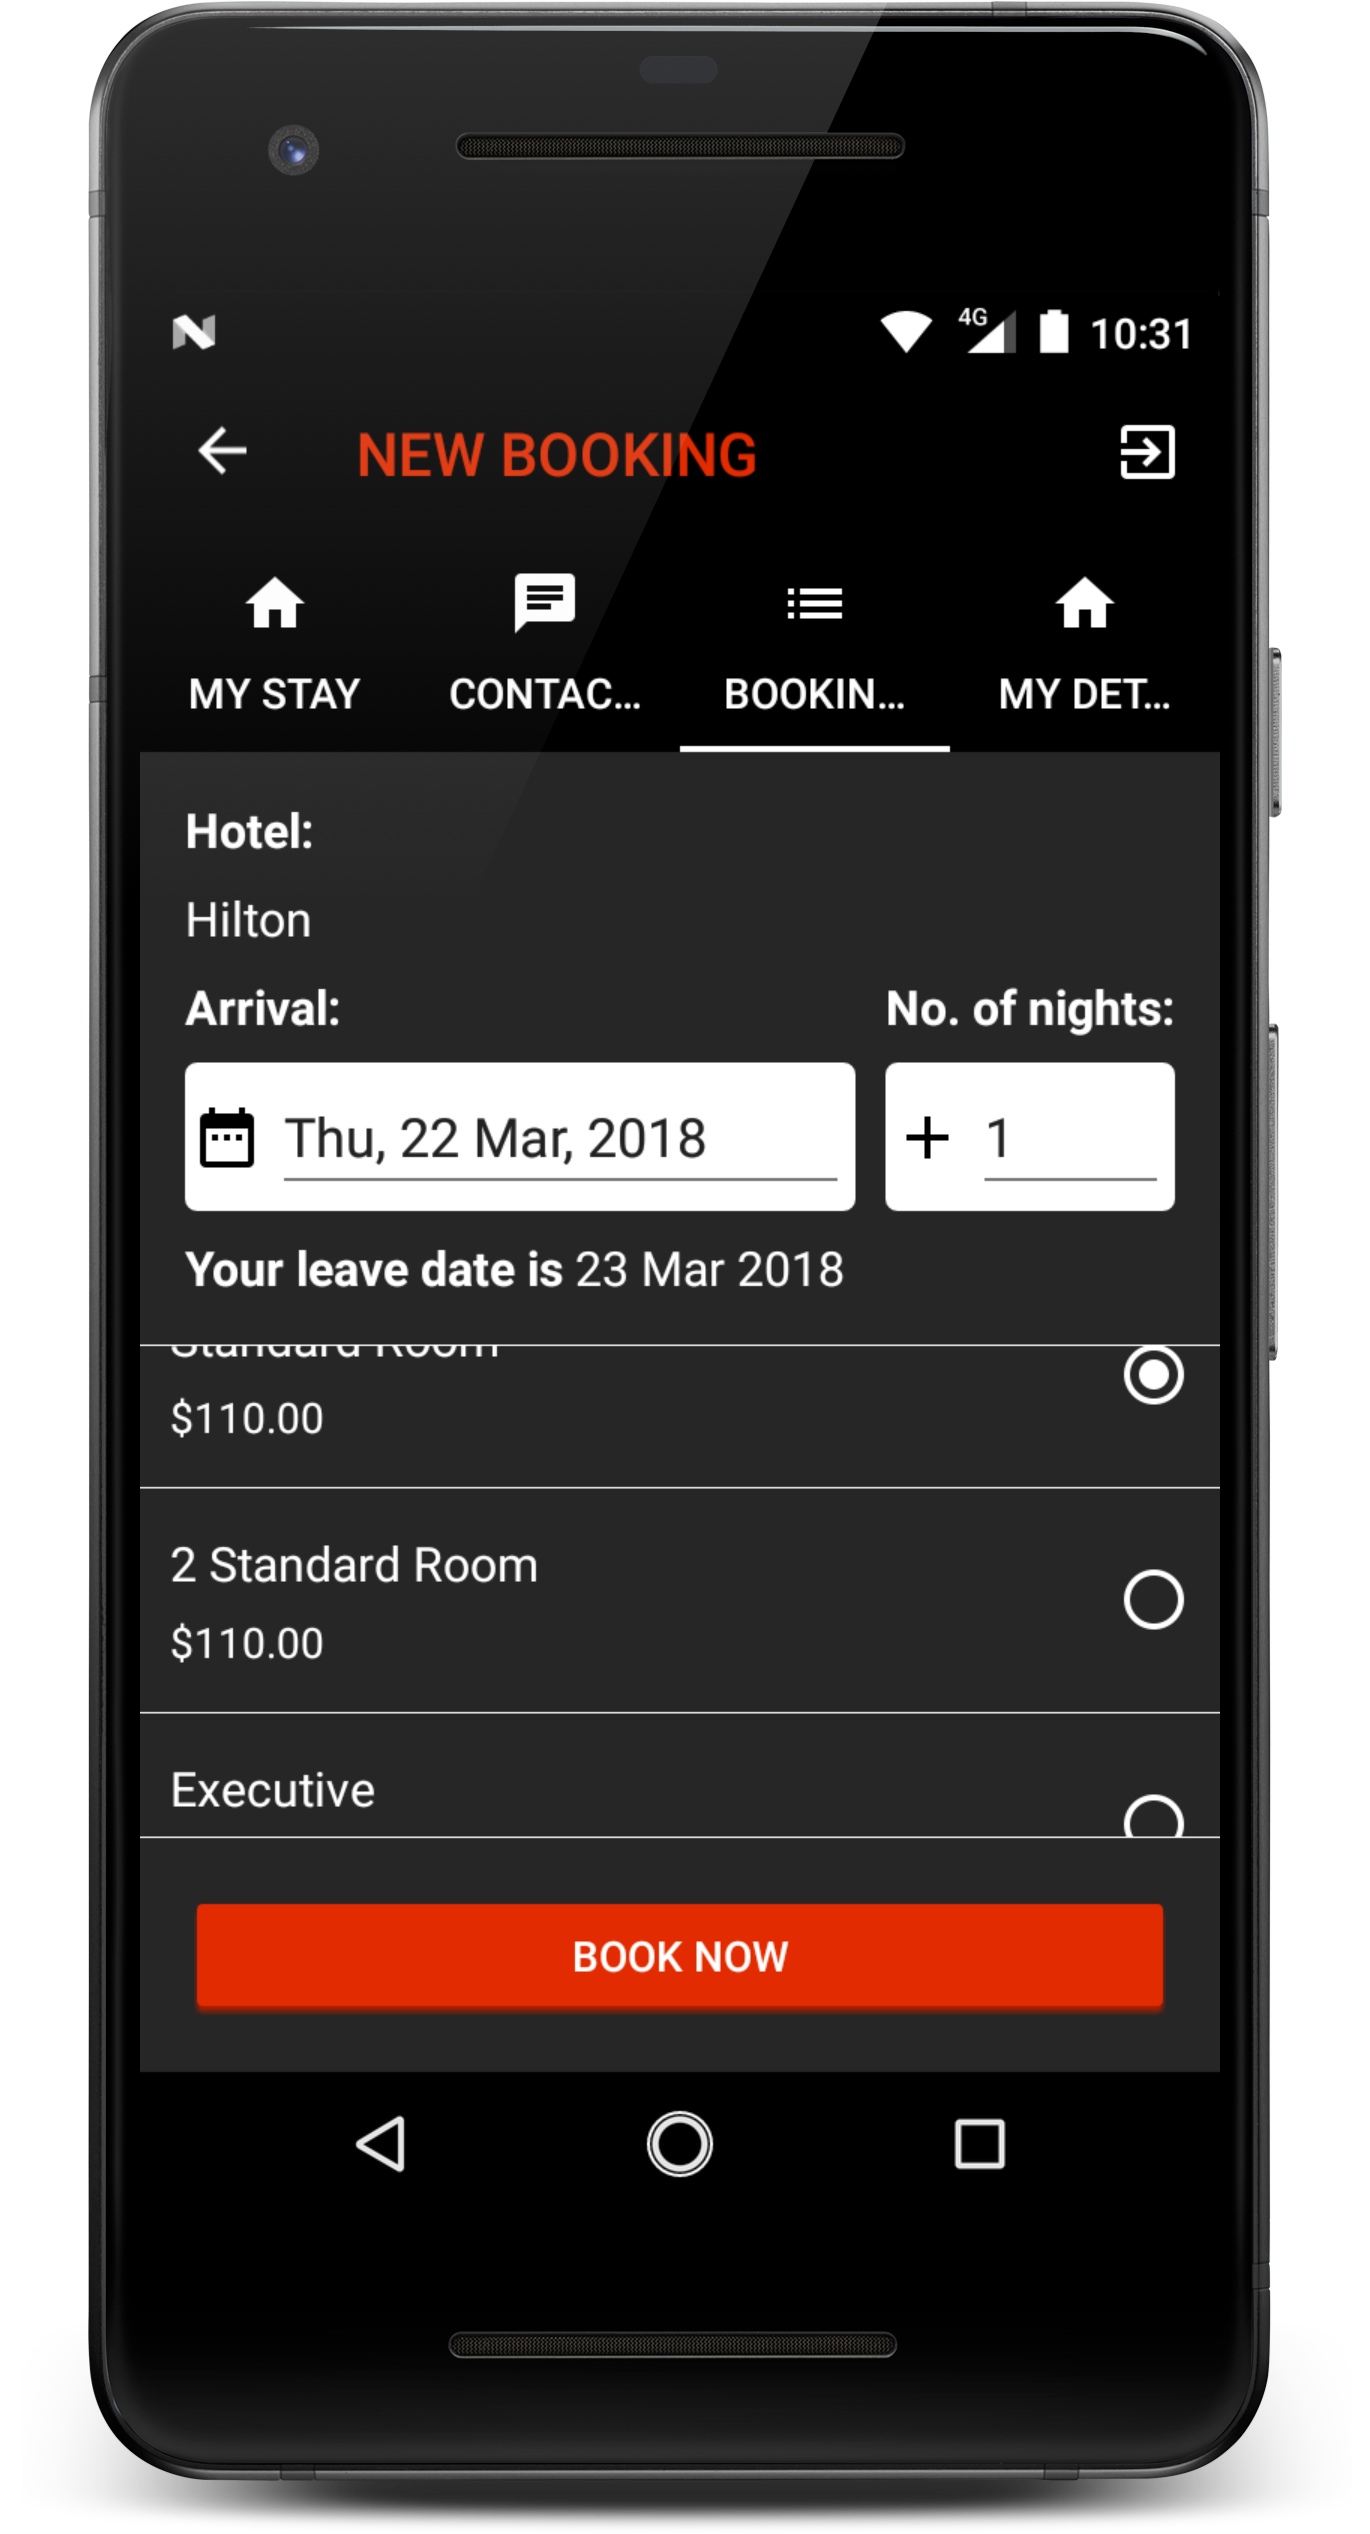 4G 10:31
NEW BOOKING
MY STAY CONTAC... BOOKIN... MY DET...
Hotel:
Hilton
Arrival: No. of nights:
Thu, 22 Mar, 2018 + 1
Your leave date is 23 Mar 2018
Standard Room
$110.00
2 Standard Room
$110.00
Executive
BOOK NOW